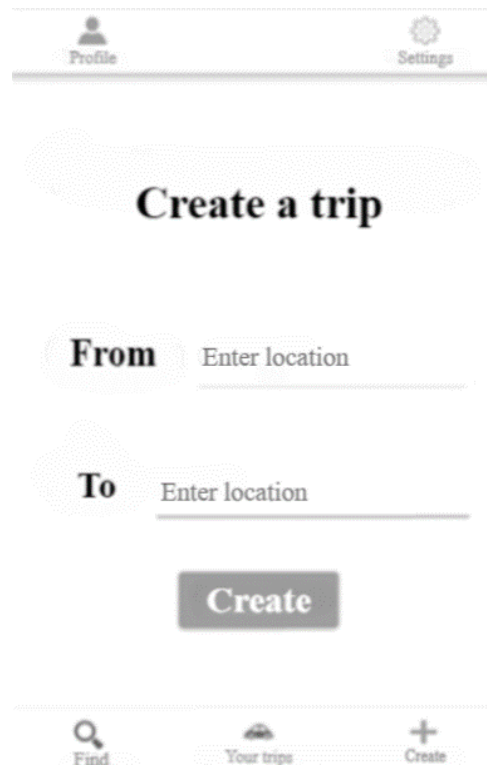 Profile Settings
Create a trip
From Enter location
To Enter location
Create
Find Your trips Create